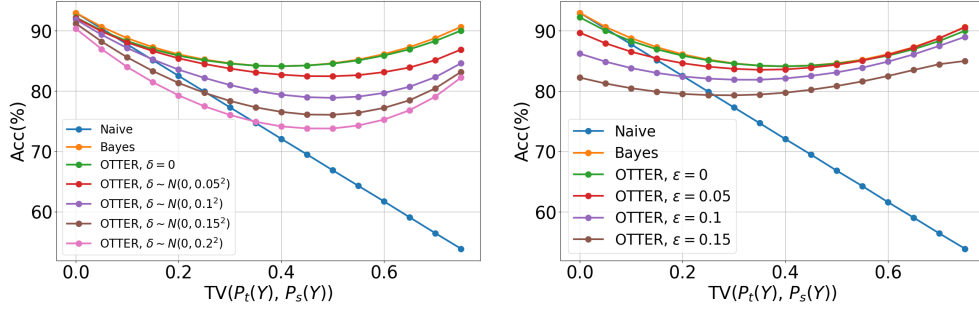 90
80
70
60
Acc(%)
Naive
Bayes
OTTER, δ = 0
OTTER, δ ~ N(0, 0.05²)
OTTER, δ ~ N(0, 0.1²)
OTTER, δ ~ N(0, 0.15²)
OTTER, δ ~ N(0, 0.2²)
0.0 0.2 0.4 0.6
TV(Pₜ(Y), Pₛ(Y))
90
80
70
60
Acc(%)
Naive
Bayes
OTTER, ε = 0
OTTER, ε = 0.05
OTTER, ε = 0.1
OTTER, ε = 0.15
0.0 0.2 0.4 0.6
TV(Pₜ(Y), Pₛ(Y))